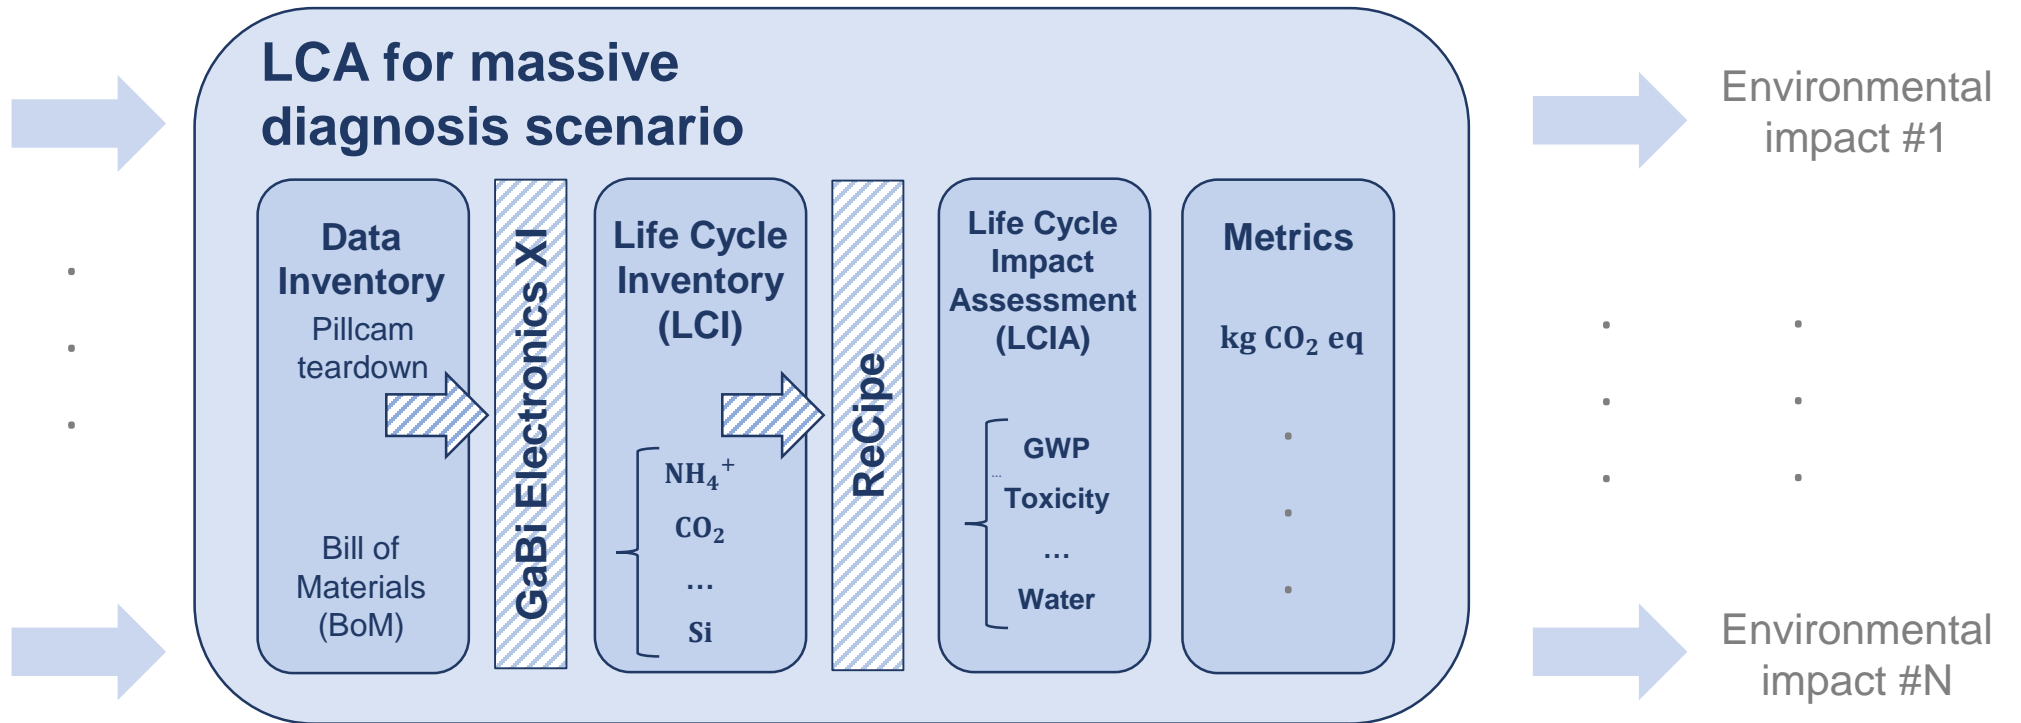 LCA for massive
diagnosis scenario
Data
Inventory
Pillcam
teardown
Bill of
Materials
(BoM)
GaBi Electronics XI
Life Cycle
Inventory
(LCI)
NH₄⁺
CO₂
...
Si
ReCipe
Life Cycle
Impact
Assessment
(LCIA)
GWP
...
Toxicity
...
Water
Metrics
kg CO₂ eq
Environmental
impact #1
Environmental
impact #N